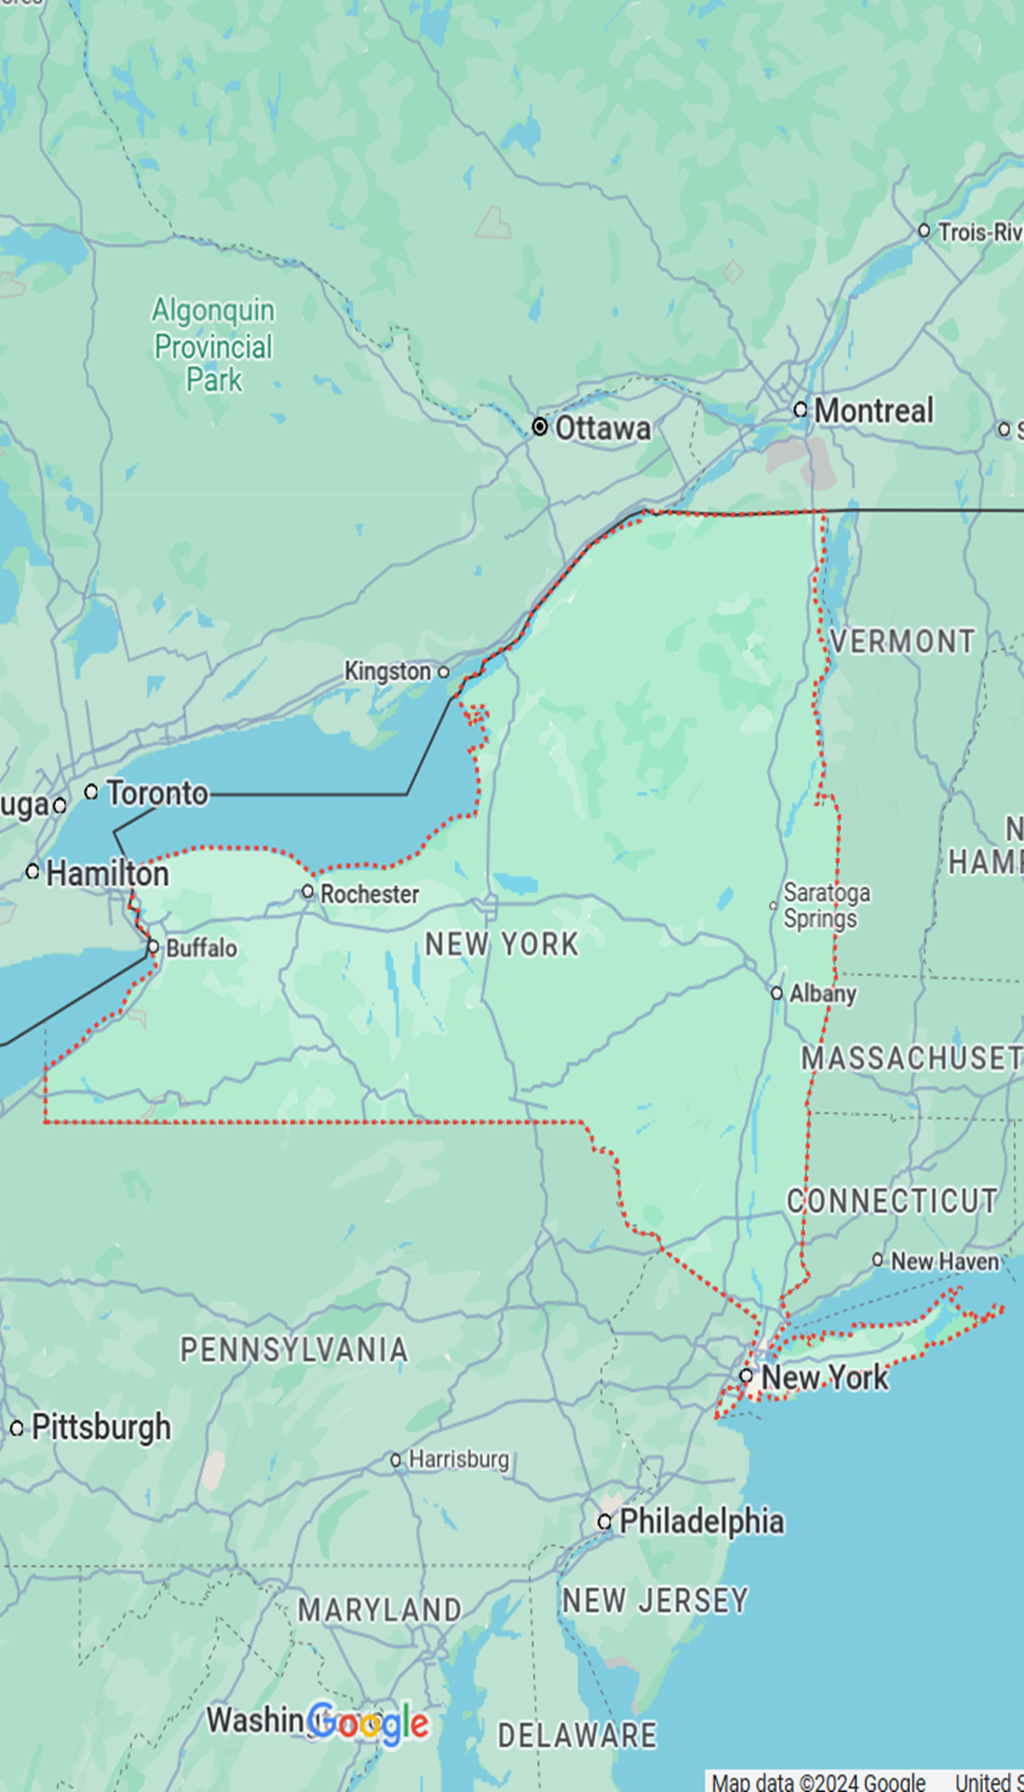 Algonquin
Provincial
Park
Trois-Riv
Ottawa
Montreal
S
Kingston
VERMONT
uga
Toronto
Hamilton
N
HAMP
Rochester
Saratoga
Springs
Buffalo
NEW YORK
Albany
MASSACHUSET
CONNECTICUT
New Haven
PENNSYLVANIA
New York
Pittsburgh
Harrisburg
Philadelphia
MARYLAND
NEW JERSEY
Washin
Google
DELAWARE
Map data ©2024 Google United S